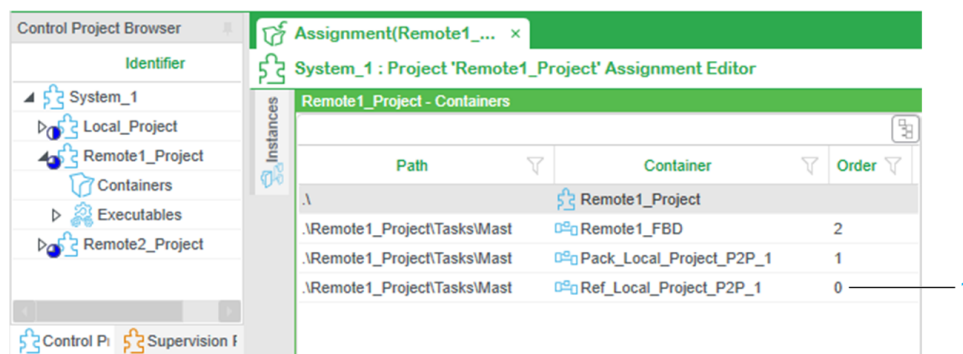 Control Project Browser
Identifier
System_1
Local_Project
Remote1_Project
Containers
Executables
Remote2_Project
Control Pr
Supervision F
Assignment(Remote1_... ×
System_1 : Project 'Remote1_Project' Assignment Editor
Instances
Remote1_Project - Containers
Path Container Order
.\ Remote1_Project
.\Remote1_Project\Tasks\Mast Remote1_FBD 2
.\Remote1_Project\Tasks\Mast Pack_Local_Project_P2P_1 1
.\Remote1_Project\Tasks\Mast Ref_Local_Project_P2P_1 0